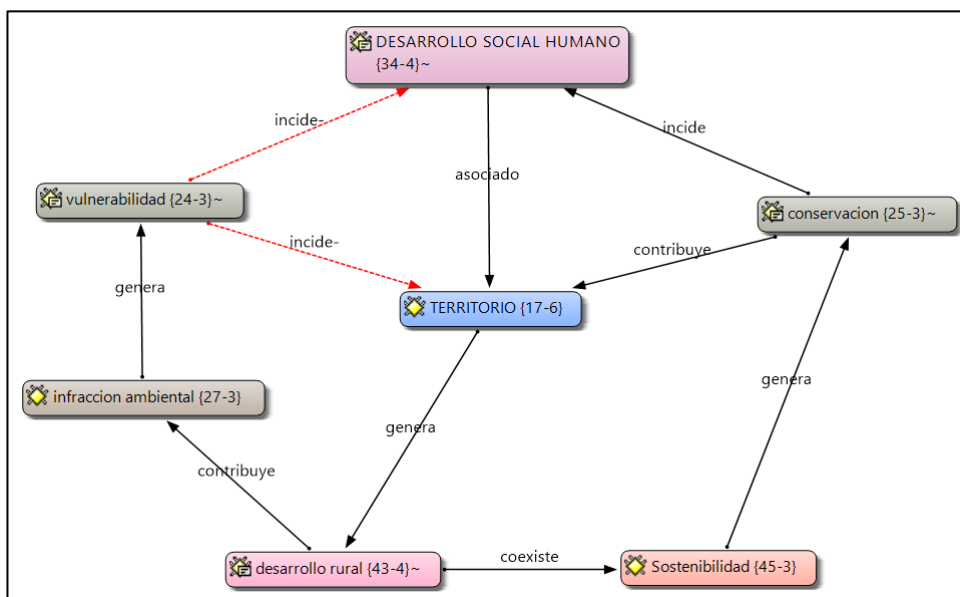 DESARROLLO SOCIAL HUMANO
{34-4}~
incide-
incide
asociado
vulnerabilidad {24-3}~
conservacion {25-3}~
incide-
contribuye
genera
TERRITORIO {17-6}
infraccion ambiental {27-3}
genera
genera
contribuye
desarrollo rural {43-4}~
coexiste
Sostenibilidad {45-3}